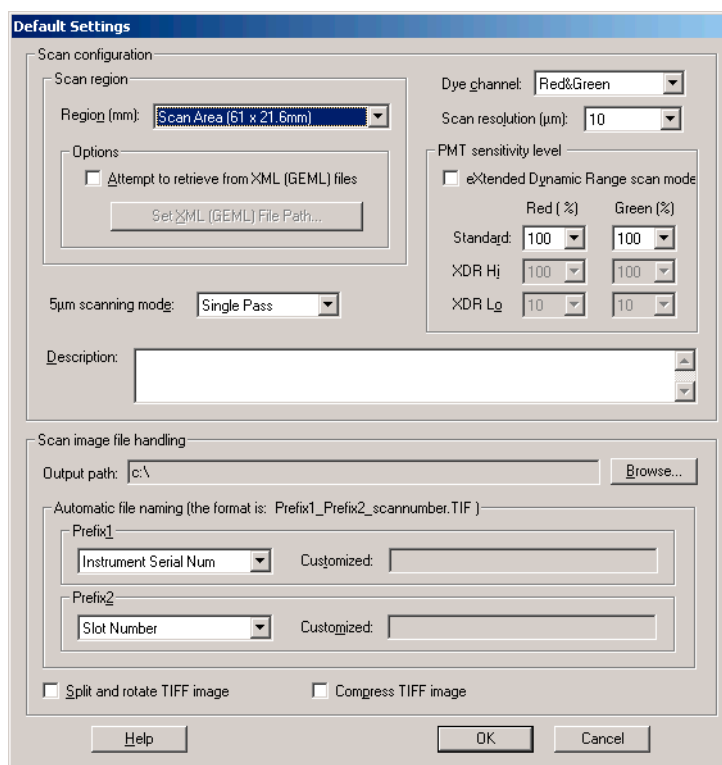 Default Settings
Scan configuration
Scan region
Region (mm): Scan Area (61 x 21.6mm)
Options
Attempt to retrieve from XML (GEML) files
Set XML (GEML) File Path...
5µm scanning mode: Single Pass
Dye channel: Red&Green
Scan resolution (µm): 10
PMT sensitivity level
eXtended Dynamic Range scan mode
Red ( %) Green (%)
Standard: 100 100
XDR Hi 100 100
XDR Lo 10 10
Description:
Scan image file handling
Output path: c:\ Browse...
Automatic file naming (the format is: Prefix1_Prefix2_scannumber.TIF )
Prefix1
Instrument Serial Num Customized:
Prefix2
Slot Number Customized:
Split and rotate TIFF image Compress TIFF image
Help OK Cancel